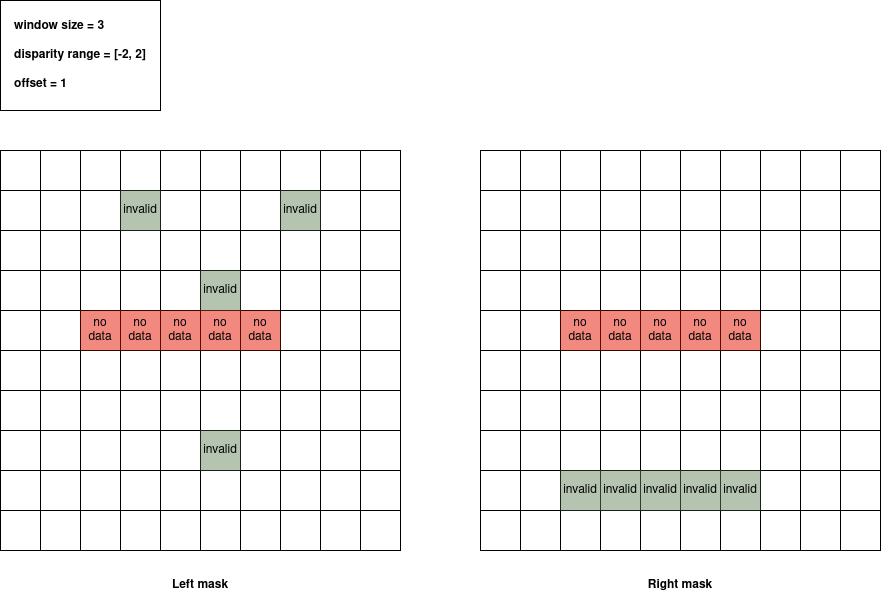 window size = 3
disparity range = [-2, 2]
offset = 1
invalid invalid
invalid
no no no no no no no no no no
data data data data data data data data data data
invalid
invalid invalid invalid invalid invalid
Left mask Right mask